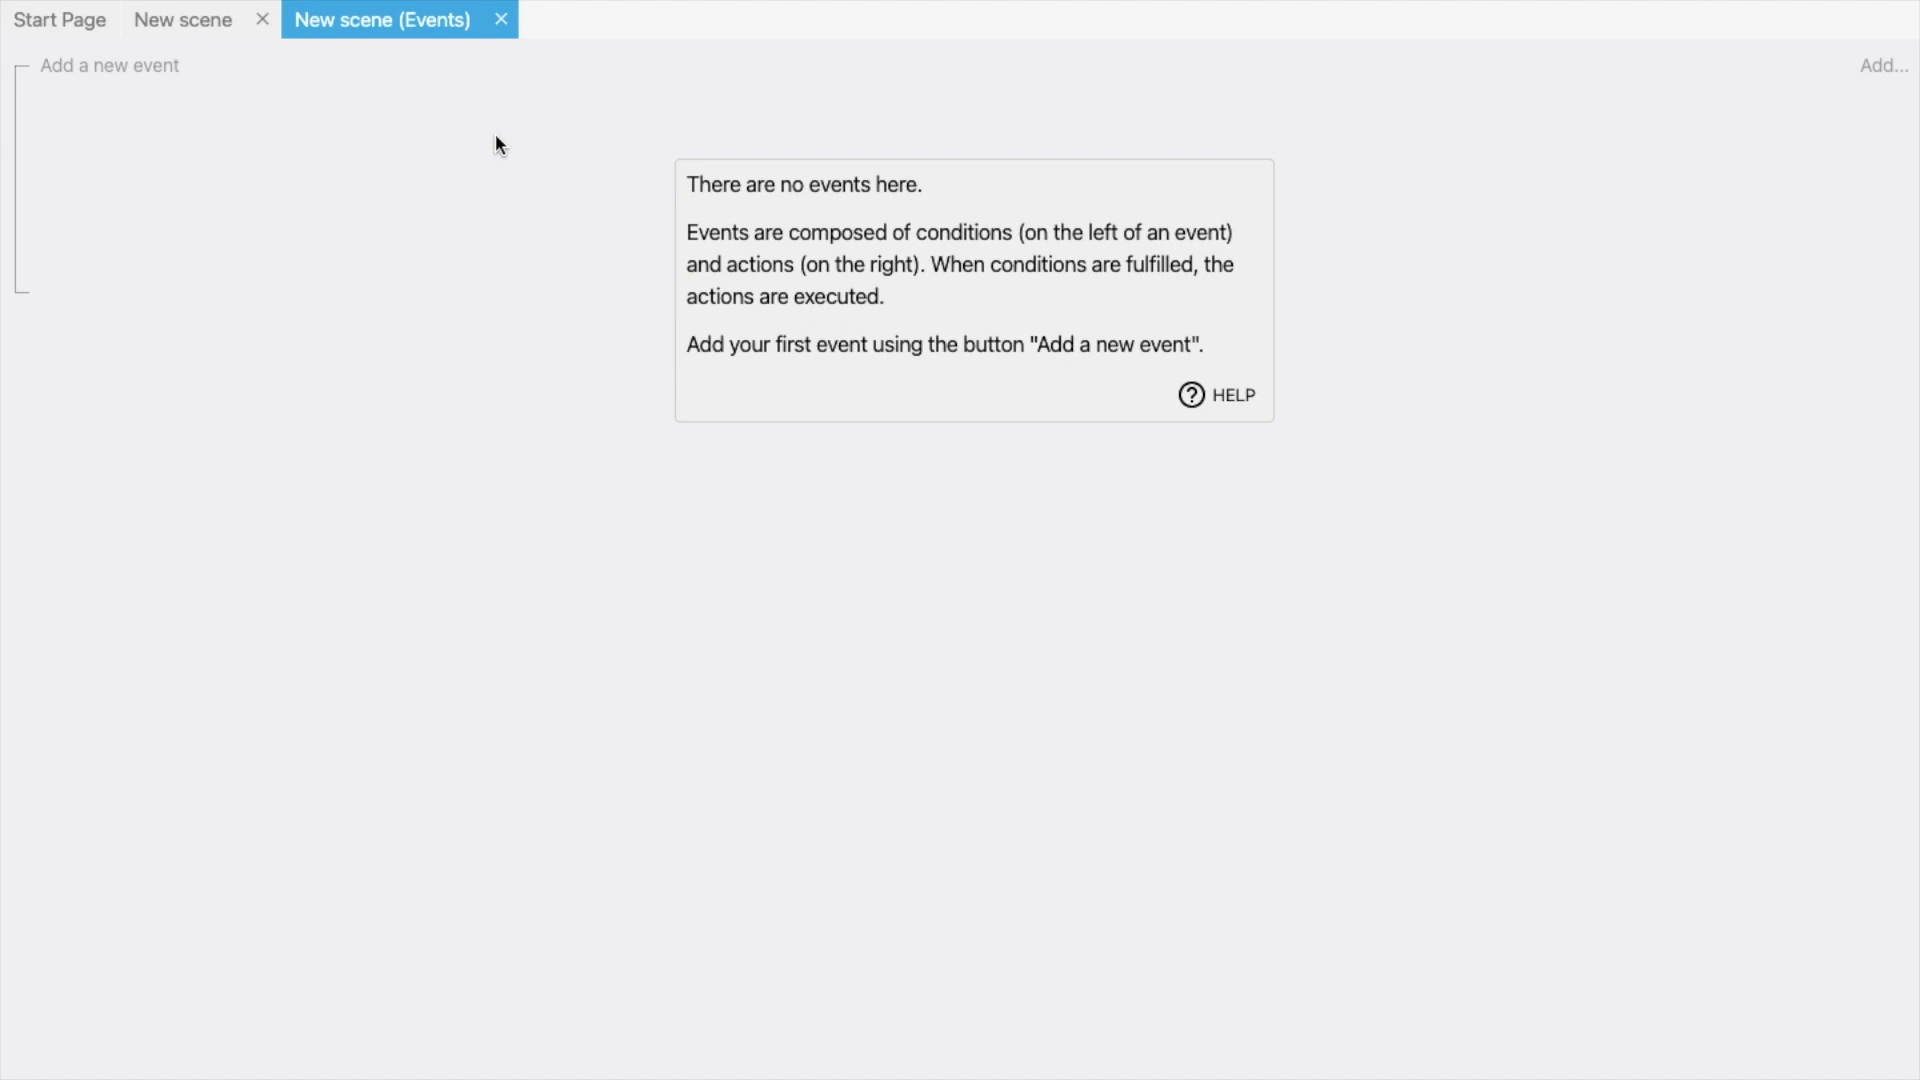 Start Page
New scene
New scene (Events)
Add a new event
Add...
There are no events here.
Events are composed of conditions (on the left of an event)
and actions (on the right). When conditions are fulfilled, the
actions are executed.
Add your first event using the button "Add a new event".
HELP